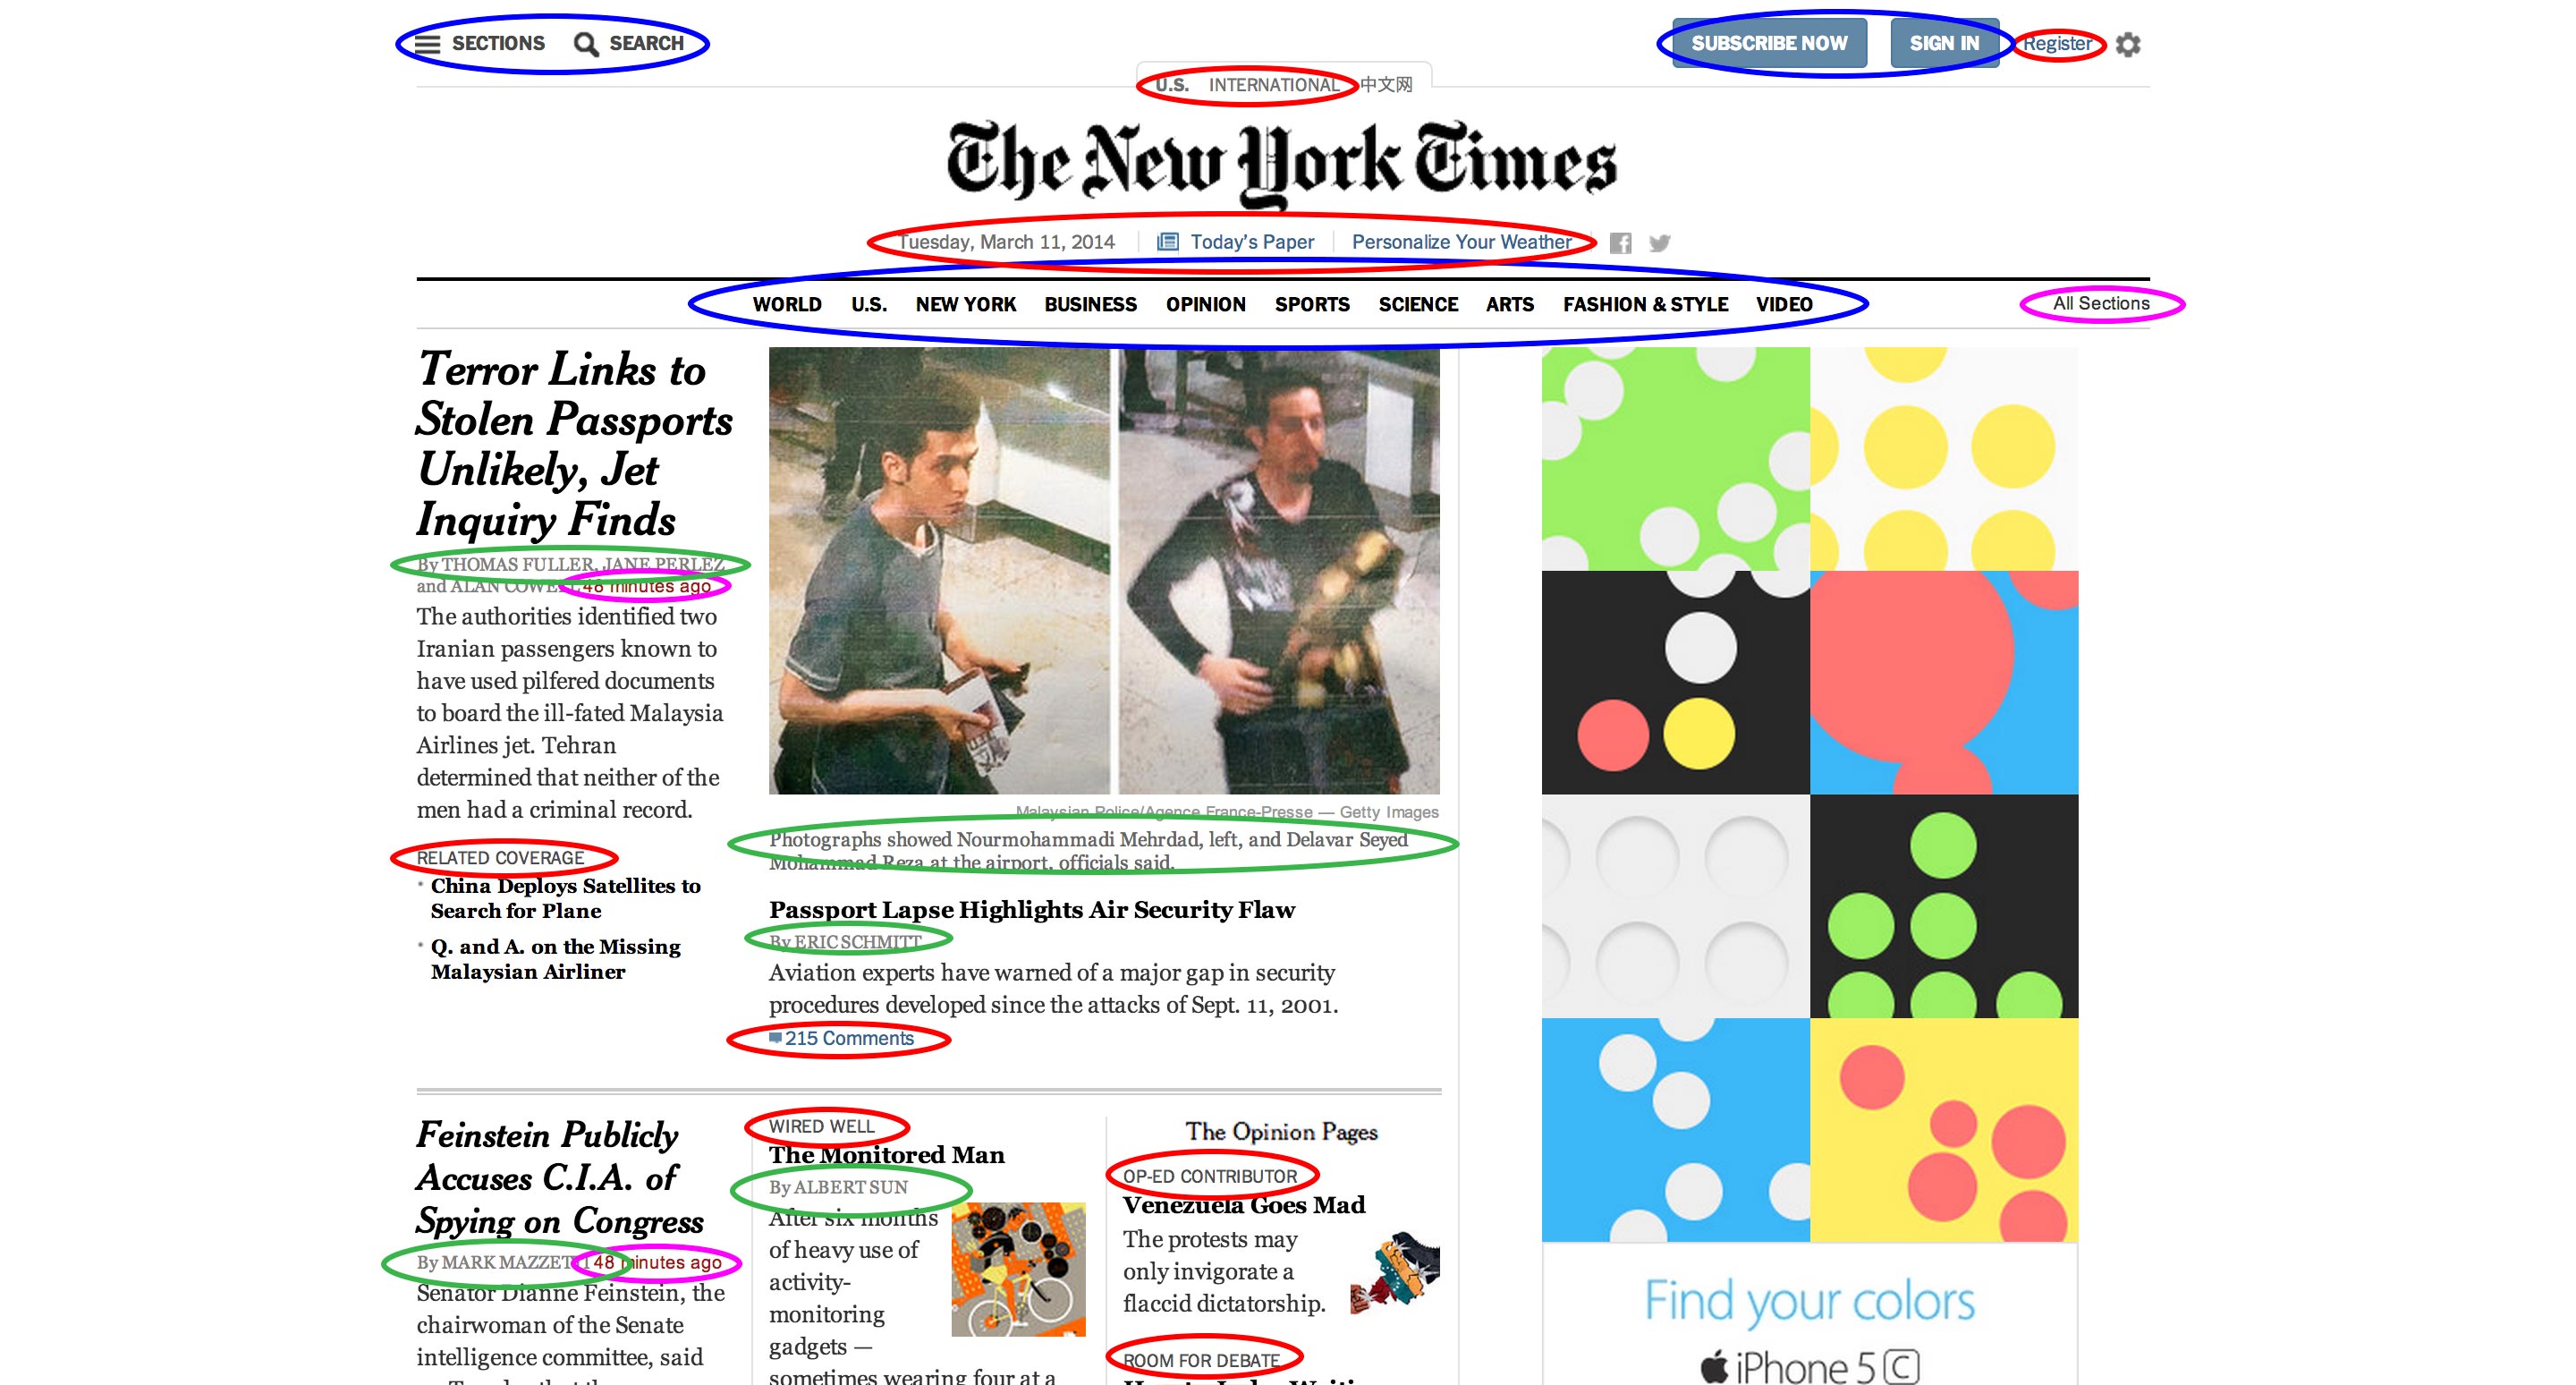 SECTIONS SEARCH
SUBSCRIBE NOW SIGN IN Register
U.S. INTERNATIONAL 中文网
The New York Times
Tuesday, March 11, 2014 Today's Paper Personalize Your Weather
WORLD U.S. NEW YORK BUSINESS OPINION SPORTS SCIENCE ARTS FASHION & STYLE VIDEO All Sections
Terror Links to
Stolen Passports
Unlikely, Jet
Inquiry Finds
By THOMAS FULLER, JANE PERLEZ
and ALAN COWELL 48 minutes ago
The authorities identified two
Iranian passengers known to
have used pilfered documents
to board the ill-fated Malaysia
Airlines jet. Tehran
determined that neither of the
men had a criminal record.
RELATED COVERAGE
China Deploys Satellites to
Search for Plane
Q. and A. on the Missing
Malaysian Airliner
Malaysian Police/Agence France-Presse — Getty Images
Photographs showed Nourmohammadi Mehrdad, left, and Delavar Seyed
Mohammad Reza at the airport, officials said.
Passport Lapse Highlights Air Security Flaw
By ERIC SCHMITT
Aviation experts have warned of a major gap in security
procedures developed since the attacks of Sept. 11, 2001.
215 Comments
Feinstein Publicly
Accuses C.I.A. of
Spying on Congress
By MARK MAZZETTI 48 minutes ago
Senator Dianne Feinstein, the
chairwoman of the Senate
intelligence committee, said
WIRED WELL
The Monitored Man
By ALBERT SUN
After six months
of heavy use of
activity-
monitoring
gadgets —
sometimes wearing four at a
The Opinion Pages
OP-ED CONTRIBUTOR
Venezuela Goes Mad
The protests may
only invigorate a
flaccid dictatorship.
ROOM FOR DEBATE
Find your colors
iPhone 5C